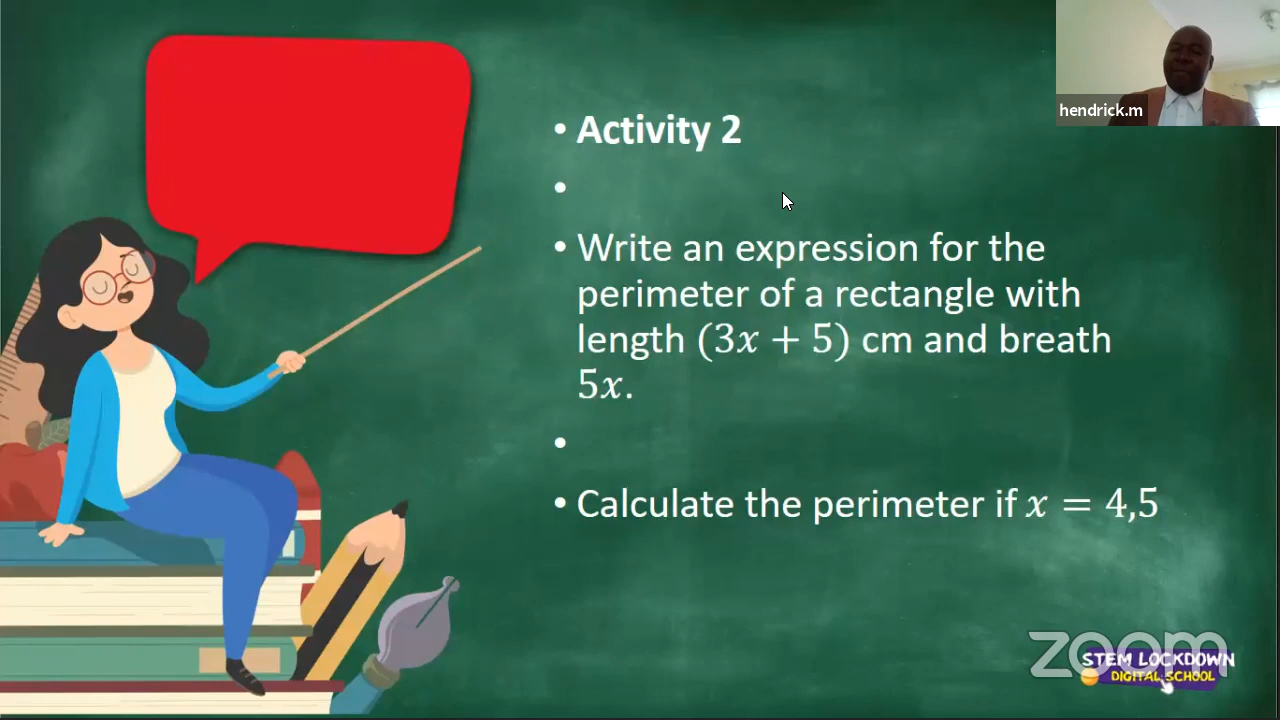 hendrick.m
• Activity 2
•
• Write an expression for the
perimeter of a rectangle with
length (3x + 5) cm and breath
5x.
•
• Calculate the perimeter if x = 4,5
zoom
STEM LOCKDOWN
DIGITAL SCHOOL